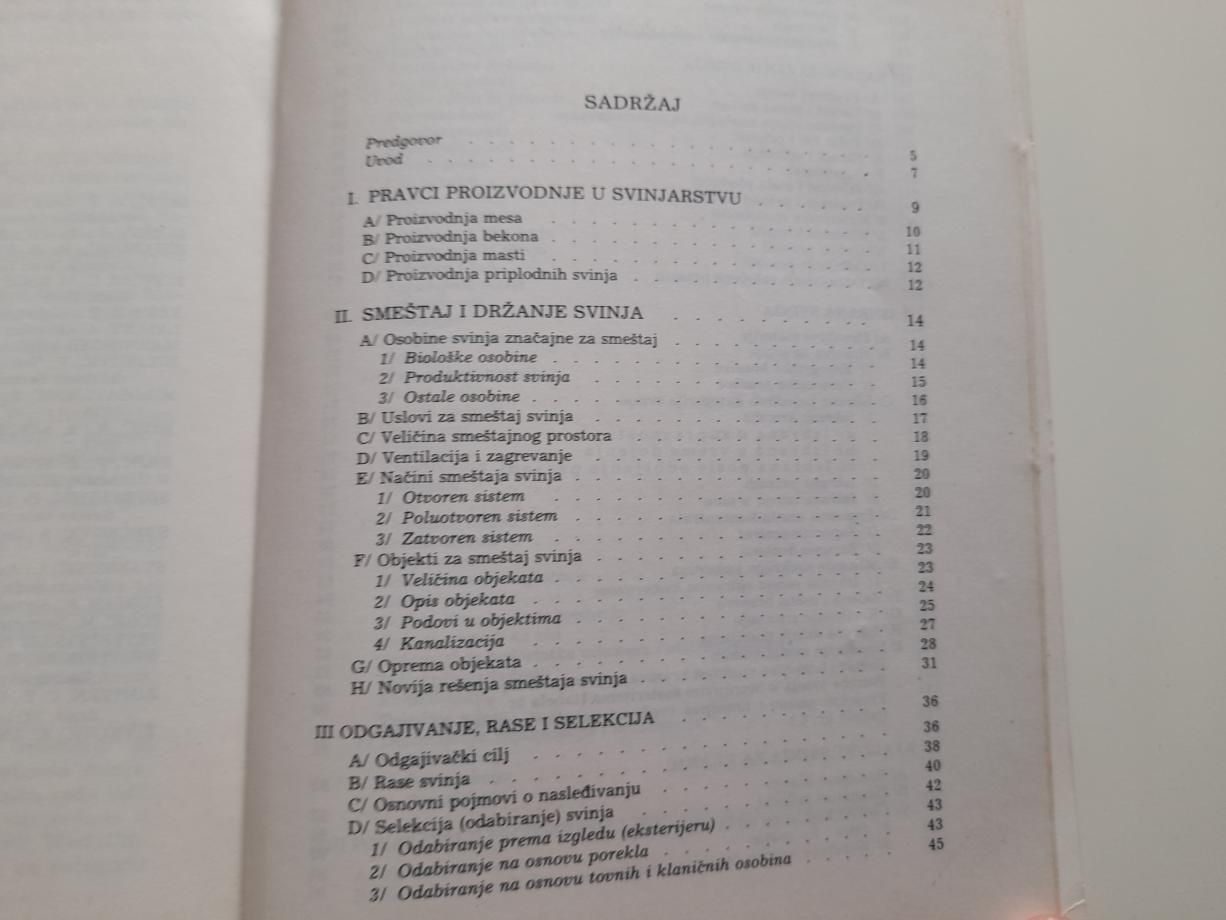 SADRŽAJ
Predgovor . . . . . . . . . . 5
Uvod . . . . . . . . . . 7
I. PRAVCI PROIZVODNJE U SVINJARSTVU . . . . . . 9
A/ Proizvodnja mesa . . . . . . . . . . 10
B/ Proizvodnja bekona . . . . . . . . . . 11
C/ Proizvodnja masti . . . . . . . . . . 12
D/ Proizvodnja priplodnih svinja . . . . . . . . . . 12
II. SMEŠTAJ I DRŽANJE SVINJA . . . . . . . . . . 14
A/ Osobine svinja značajne za smeštaj . . . . . . . . . . 14
1/ Biološke osobine . . . . . . . . . . 14
2/ Produktivnost svinja . . . . . . . . . . 15
3/ Ostale osobine . . . . . . . . . . 16
B/ Uslovi za smeštaj svinja . . . . . . . . . . 17
C/ Veličina smeštajnog prostora . . . . . . . . . . 18
D/ Ventilacija i zagrevanje . . . . . . . . . . 19
E/ Načini smeštaja svinja . . . . . . . . . . 20
1/ Otvoren sistem . . . . . . . . . . 20
2/ Poluotvoren sistem . . . . . . . . . . 21
3/ Zatvoren sistem . . . . . . . . . . 22
F/ Objekti za smeštaj svinja . . . . . . . . . . 23
1/ Veličina objekata . . . . . . . . . . 23
2/ Opis objekata . . . . . . . . . . 24
3/ Podovi u objektima . . . . . . . . . . 25
4/ Kanalizacija . . . . . . . . . . 27
G/ Oprema objekata . . . . . . . . . . 28
H/ Novija rešenja smeštaja svinja . . . . . . . . . . 31
III ODGAJIVANJE, RASE I SELEKCIJA . . . . . . . . 36
A/ Odgajivački cilj . . . . . . . . . . 36
B/ Rase svinja . . . . . . . . . . 38
C/ Osnovni pojmovi o nasleđivanju . . . . . . . . . . 40
D/ Selekcija (odabiranje) svinja . . . . . . . . . . 42
1/ Odabiranje prema izgledu (eksterijeru) . . . . . . . 43
2/ Odabiranje na osnovu porekla . . . . . . . . . . 43
3/ Odabiranje na osnovu tovnih i klaničnih osobina . . . . . 45